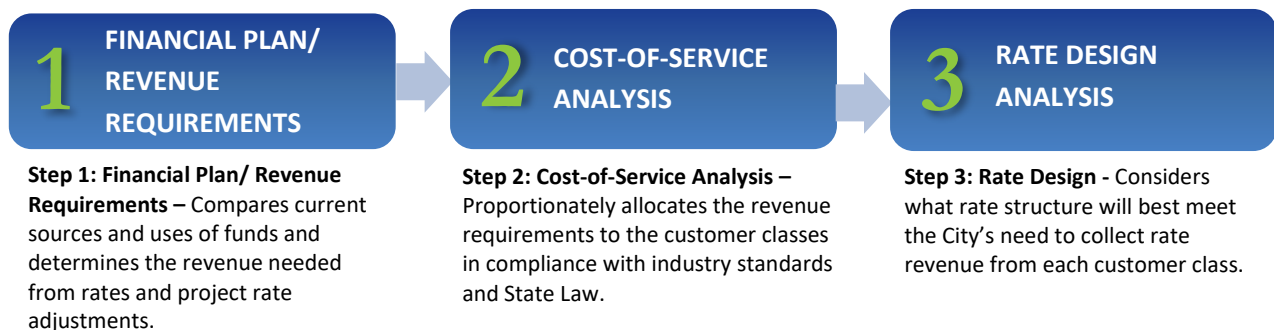 1
FINANCIAL PLAN/
REVENUE
REQUIREMENTS
2
COST-OF-SERVICE
ANALYSIS
3
RATE DESIGN
ANALYSIS
Step 1: Financial Plan/ Revenue
Requirements – Compares current
sources and uses of funds and
determines the revenue needed
from rates and project rate
adjustments.
Step 2: Cost-of-Service Analysis –
Proportionately allocates the revenue
requirements to the customer classes
in compliance with industry standards
and State Law.
Step 3: Rate Design - Considers
what rate structure will best meet
the City’s need to collect rate
revenue from each customer class.